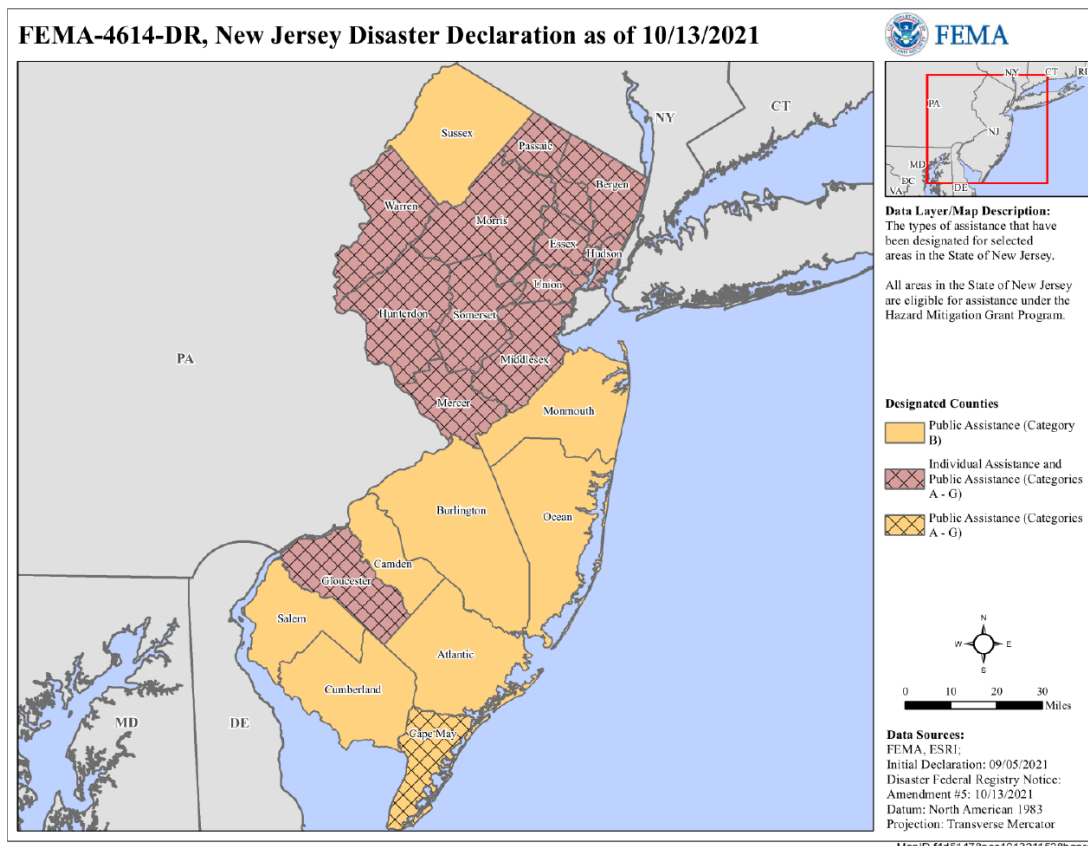 FEMA-4614-DR, New Jersey Disaster Declaration as of 10/13/2021
FEMA
NY
CT
RI
PA
NJ
MD
DC
VA
DE
Data Layer/Map Description:
The types of assistance that have
been designated for selected
areas in the State of New Jersey.
All areas in the State of New Jersey
are eligible for assistance under the
Hazard Mitigation Grant Program.
Designated Counties
Public Assistance (Category
B)
Individual Assistance and
Public Assistance (Categories
A - G)
Public Assistance (Categories
A - G)
N
W
E
S
0 10 20 30
Miles
Data Sources:
FEMA, ESRI;
Initial Declaration: 09/05/2021
Disaster Federal Registry Notice:
Amendment #5: 10/13/2021
Datum: North American 1983
Projection: Transverse Mercator
NY
CT
PA
MD
DE
Sussex
Passaic
Bergen
Warren
Morris
Essex
Hudson
Union
Hunterdon
Somerset
Middlesex
Mercer
Monmouth
Burlington
Ocean
Camden
Gloucester
Salem
Atlantic
Cumberland
Cape May